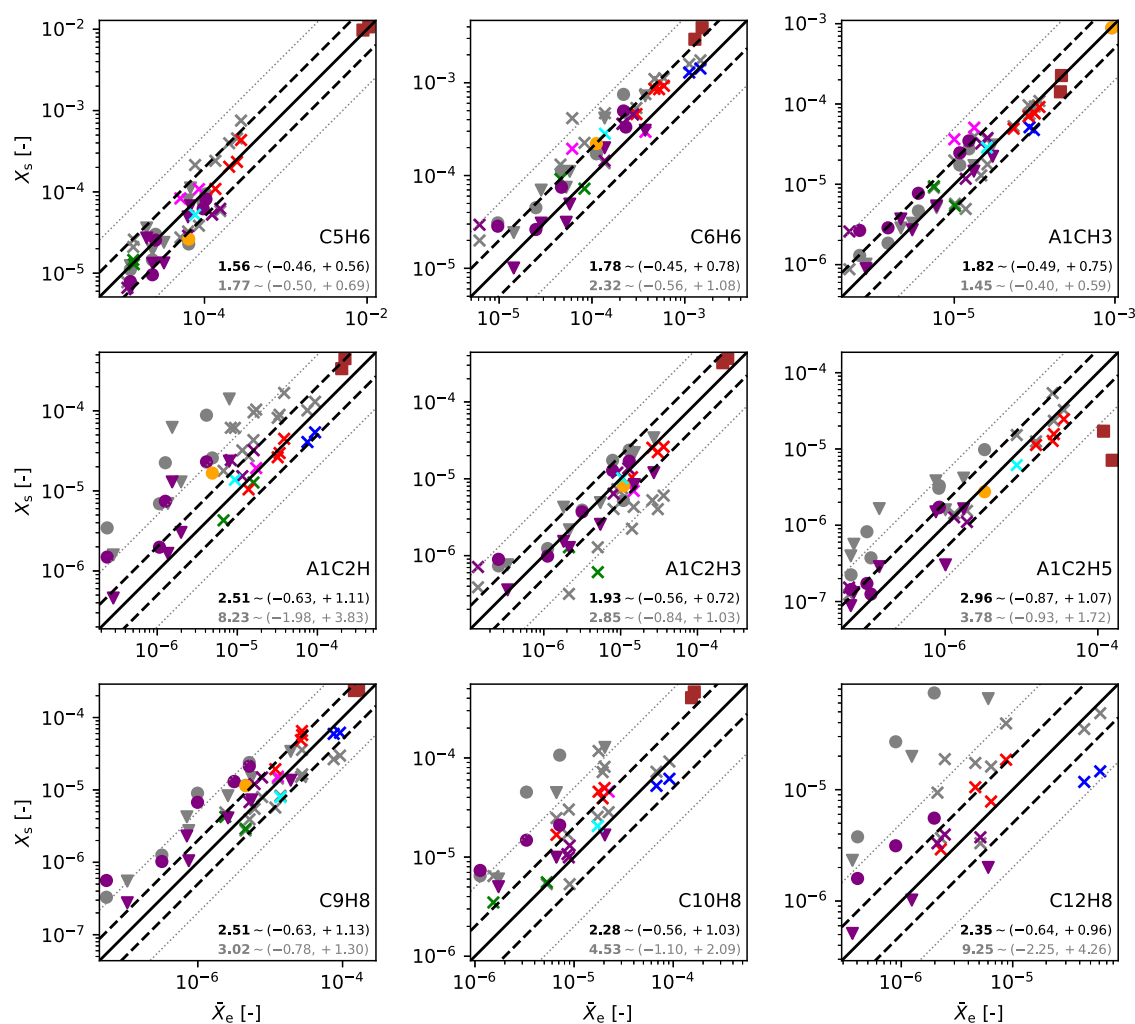 10⁻²
10⁻³
10⁻⁴
10⁻⁵
Xₛ [-]
C5H6
1.56 ~ (−0.46, +0.56)
1.77 ~ (−0.50, +0.69)
10⁻⁴
10⁻²
10⁻³
10⁻⁴
10⁻⁵
C6H6
1.78 ~ (−0.45, +0.78)
2.32 ~ (−0.56, +1.08)
10⁻⁵
10⁻⁴
10⁻³
10⁻³
10⁻⁴
10⁻⁵
10⁻⁶
A1CH3
1.82 ~ (−0.49, +0.75)
1.45 ~ (−0.40, +0.59)
10⁻⁵
10⁻³
10⁻⁴
10⁻⁵
10⁻⁶
Xₛ [-]
A1C2H
2.51 ~ (−0.63, +1.11)
8.23 ~ (−1.98, +3.83)
10⁻⁶
10⁻⁵
10⁻⁴
10⁻⁴
10⁻⁵
10⁻⁶
A1C2H3
1.93 ~ (−0.56, +0.72)
2.85 ~ (−0.84, +1.03)
10⁻⁶
10⁻⁵
10⁻⁴
10⁻⁴
10⁻⁵
10⁻⁶
10⁻⁷
A1C2H5
2.96 ~ (−0.87, +1.07)
3.78 ~ (−0.93, +1.72)
10⁻⁶
10⁻⁴
10⁻⁴
10⁻⁵
10⁻⁶
10⁻⁷
Xₛ [-]
C9H8
2.51 ~ (−0.63, +1.13)
3.02 ~ (−0.78, +1.30)
10⁻⁶
10⁻⁴
X̄ₑ [-]
10⁻⁴
10⁻⁵
10⁻⁶
C10H8
2.28 ~ (−0.56, +1.03)
4.53 ~ (−1.10, +2.09)
10⁻⁶
10⁻⁵
10⁻⁴
X̄ₑ [-]
10⁻⁵
10⁻⁶
C12H8
2.35 ~ (−0.64, +0.96)
9.25 ~ (−2.25, +4.26)
10⁻⁶
10⁻⁵
X̄ₑ [-]